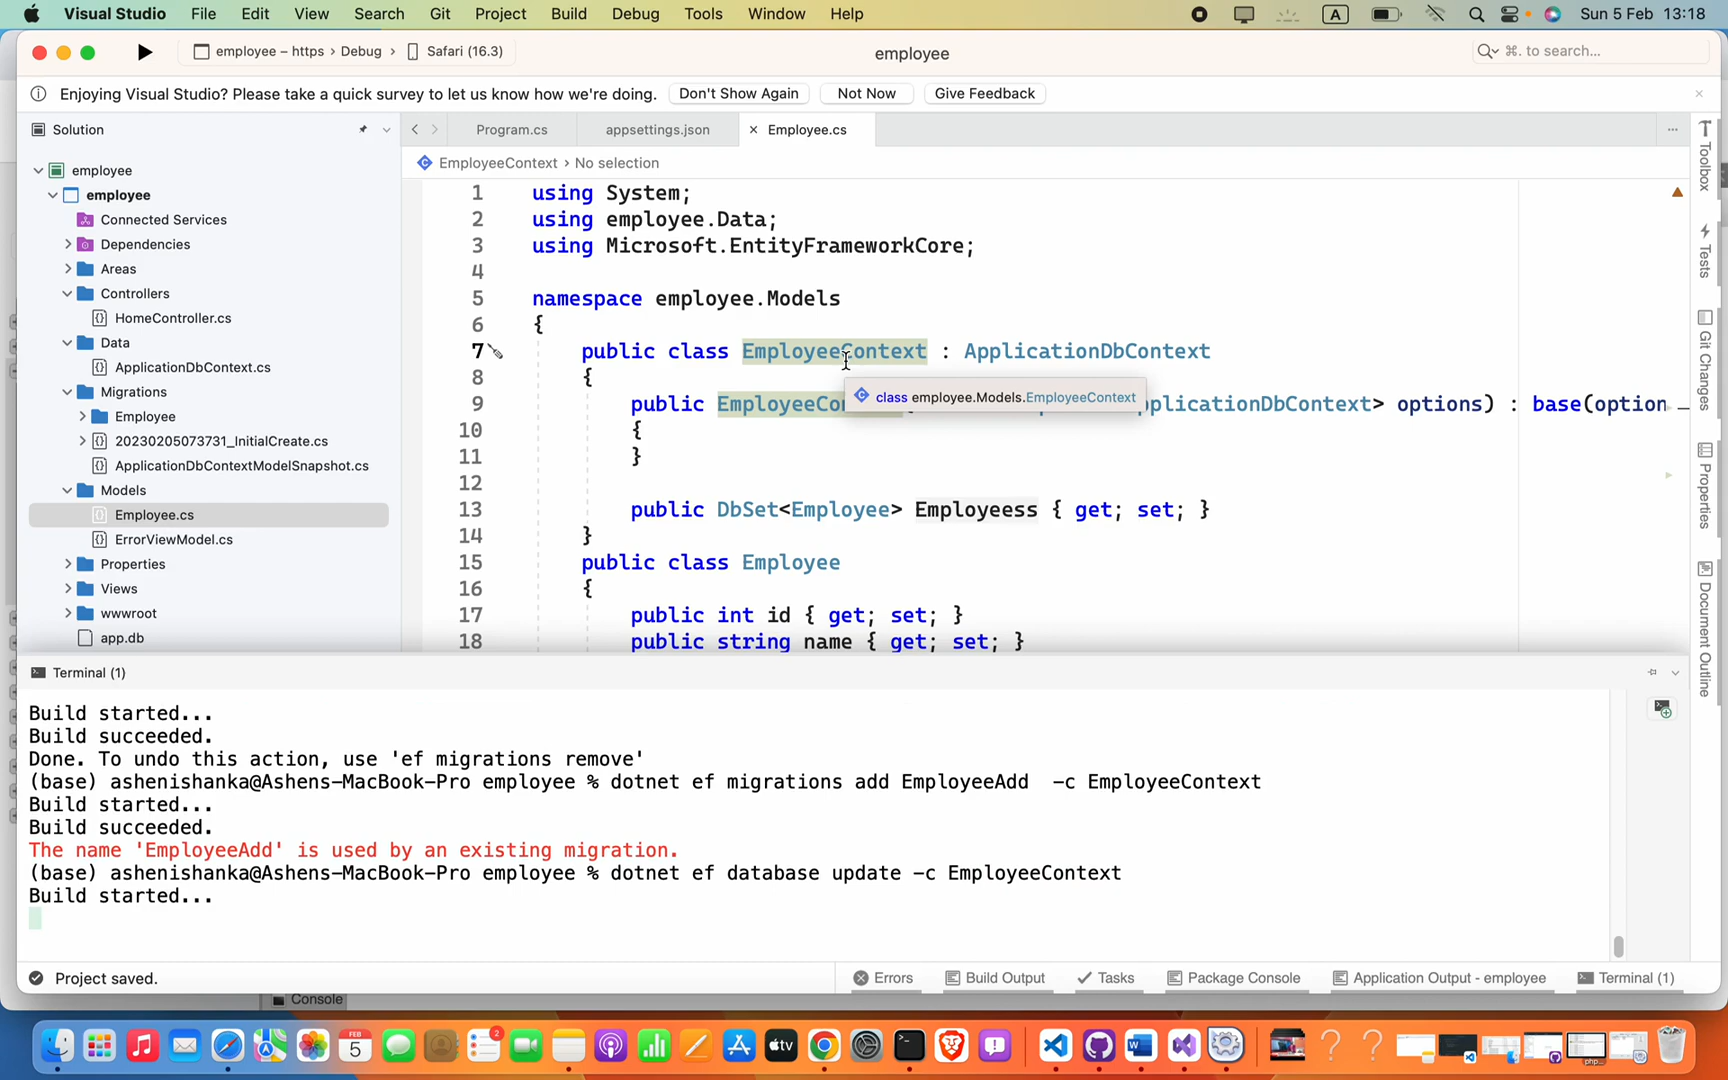 Visual Studio File Edit View Search Git Project Build Debug Tools Window Help A Sun 5 Feb 13:18
employee – https › Debug › Safari (16.3) employee ⌘. to search...
Enjoying Visual Studio? Please take a quick survey to let us know how we're doing. Don't Show Again Not Now Give Feedback
Solution
Program.cs appsettings.json Employee.cs
EmployeeContext › No selection
employee
employee
Connected Services
Dependencies
Areas
Controllers
HomeController.cs
Data
ApplicationDbContext.cs
Migrations
Employee
20230205073731_InitialCreate.cs
ApplicationDbContextModelSnapshot.cs
Models
Employee.cs
ErrorViewModel.cs
Properties
Views
wwwroot
app.db
1 using System;
2 using employee.Data;
3 using Microsoft.EntityFrameworkCore;
4
5 namespace employee.Models
6 {
7 public class EmployeeContext : ApplicationDbContext
8 {
class employee.Models.EmployeeContext
9 public EmployeeCo pplicationDbContext> options) : base(option
10 {
11 }
12
13 public DbSet<Employee> Employeess { get; set; }
14 }
15 public class Employee
16 {
17 public int id { get; set; }
18 public string name { get; set; }
Toolbox
Tests
Git Changes
Properties
Document Outline
Terminal (1)
Build started...
Build succeeded.
Done. To undo this action, use 'ef migrations remove'
(base) ashenishanka@Ashens-MacBook-Pro employee % dotnet ef migrations add EmployeeAdd  -c EmployeeContext
Build started...
Build succeeded.
The name 'EmployeeAdd' is used by an existing migration.
(base) ashenishanka@Ashens-MacBook-Pro employee % dotnet ef database update -c EmployeeContext
Build started...
Project saved. Errors Build Output Tasks Package Console Application Output - employee Terminal (1)
Console
FEB
5
2
tv